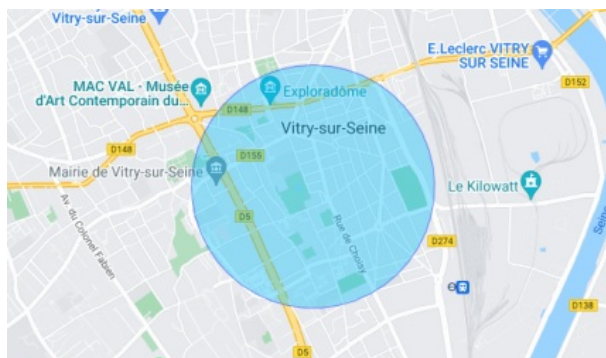 Vitry-sur-Seine
E.Leclerc VITRY
SUR SEINE
D152
MAC VAL - Musée
d'Art Contemporain du...
Exploradôme
D148
Vitry-sur-Seine
D148
D155
Mairie de Vitry-sur-Seine
Le Kilowatt
D5
Av. du Colonel Fabien
Rue de Choisy
D274
Seine
D138
D5